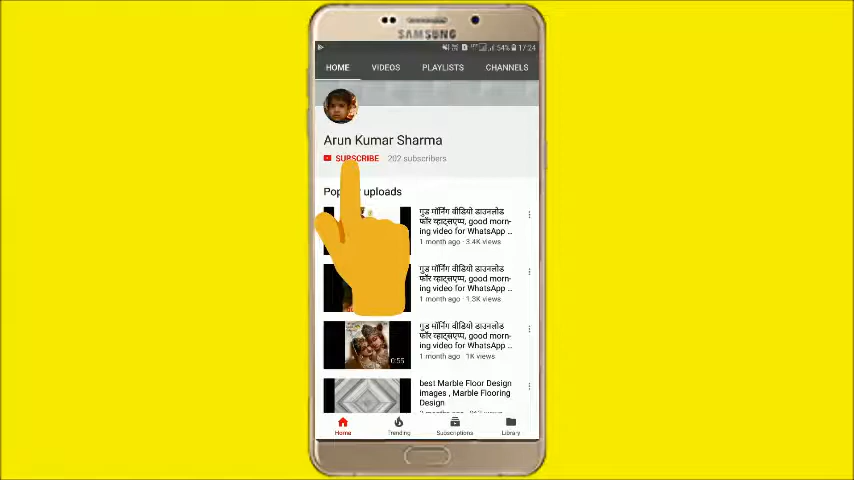 SAMSUNG
54% 17:24
HOME VIDEOS PLAYLISTS CHANNELS
Arun Kumar Sharma
SUBSCRIBE 202 subscribers
uploads
गुड मॉर्निंग वीडियो डाउनलोड
फॉर व्हाट्सएप्प, good morn-
ing video for WhatsApp ...
1 month ago · 3.4K views
गुड मॉर्निंग वीडियो डाउनलोड
फॉर व्हाट्सएप्प, good morn-
ing video for WhatsApp ...
1 month ago · 1.3K views
गुड मॉर्निंग वीडियो डाउनलोड
फॉर व्हाट्सएप्प, good morn-
ing video for WhatsApp ...
1 month ago · 1K views
0:55
best Marble Floor Design
images , Marble Flooring
Design
Home Trending Subscriptions Library